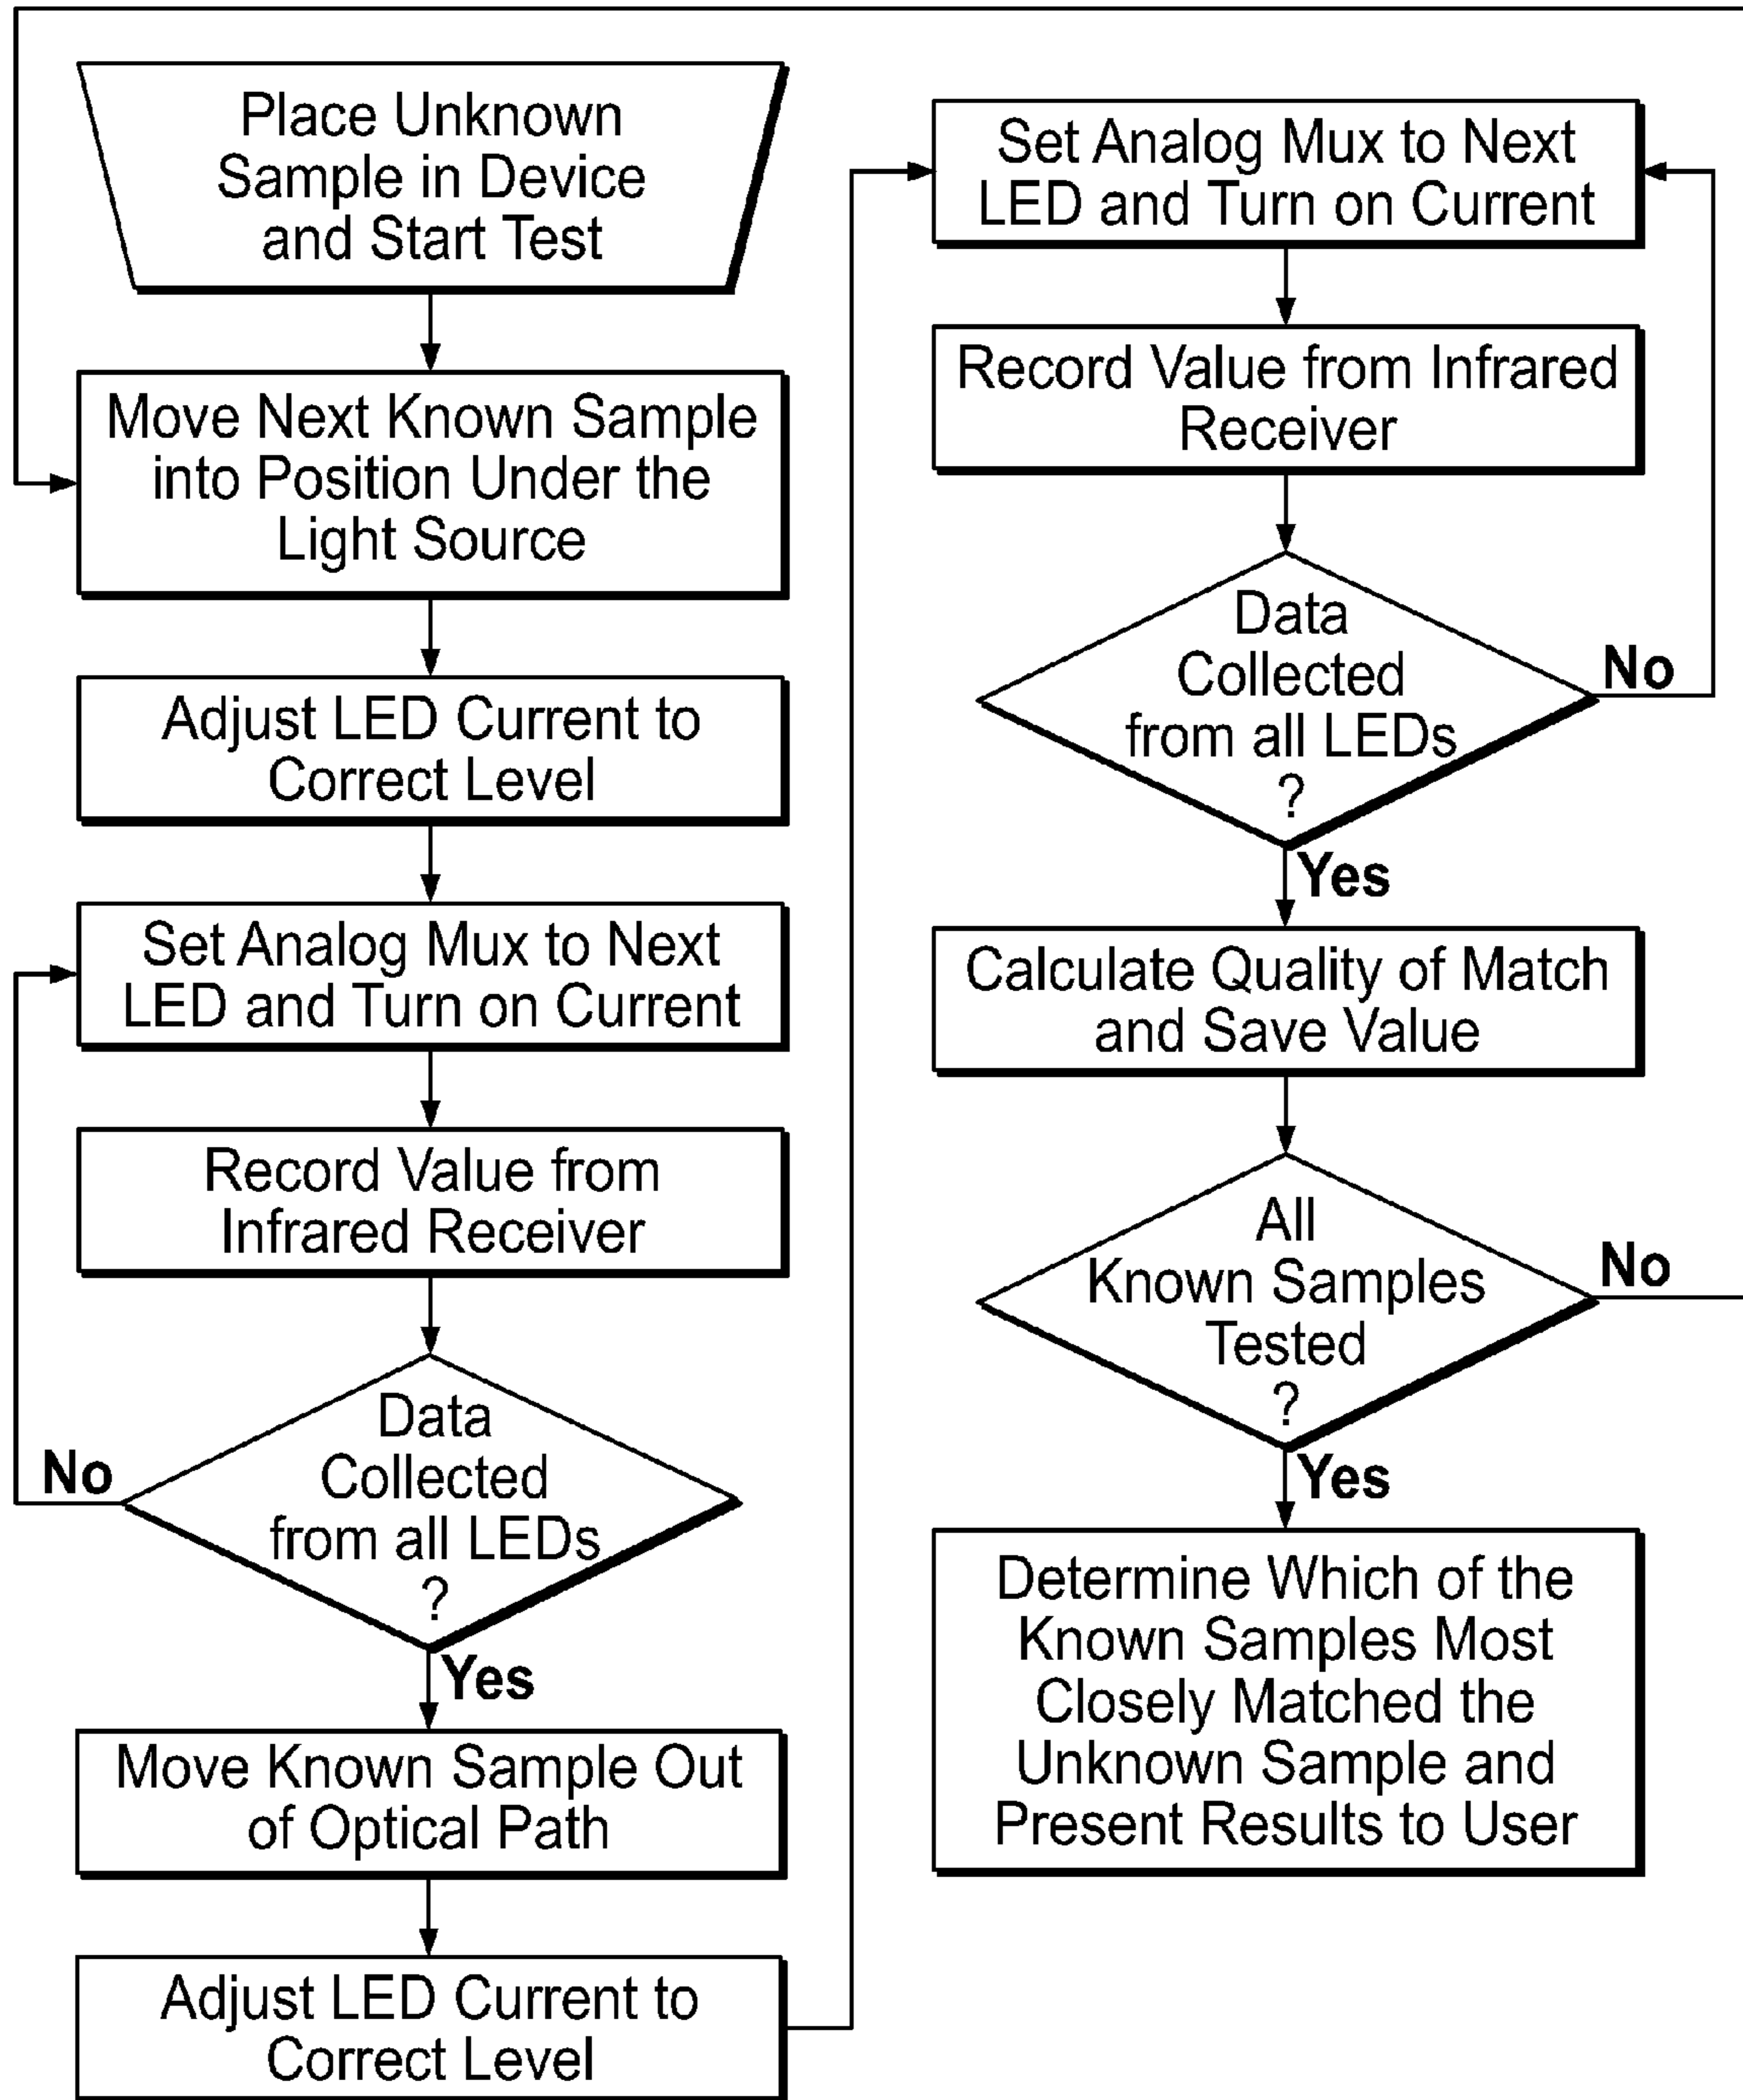 Place Unknown
Sample in Device
and Start Test
Move Next Known Sample
into Position Under the
Light Source
Adjust LED Current to
Correct Level
Set Analog Mux to Next
LED and Turn on Current
Record Value from
Infrared Receiver
Data
Collected
from all LEDs
?
No
Yes
Move Known Sample Out
of Optical Path
Adjust LED Current to
Correct Level
Set Analog Mux to Next
LED and Turn on Current
Record Value from Infrared
Receiver
Data
Collected
from all LEDs
?
No
Yes
Calculate Quality of Match
and Save Value
All
Known Samples
Tested
?
No
Yes
Determine Which of the
Known Samples Most
Closely Matched the
Unknown Sample and
Present Results to User